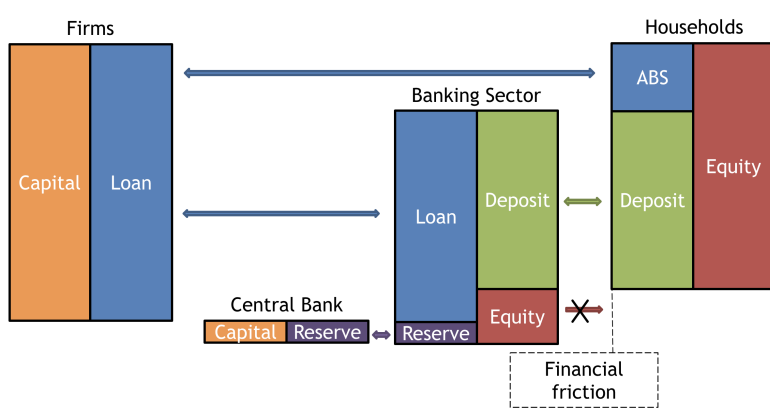 Firms
Households
ABS
Banking Sector
Capital
Loan
Loan
Deposit
Deposit
Equity
Central Bank
Capital
Reserve
Reserve
Equity
Financial
friction